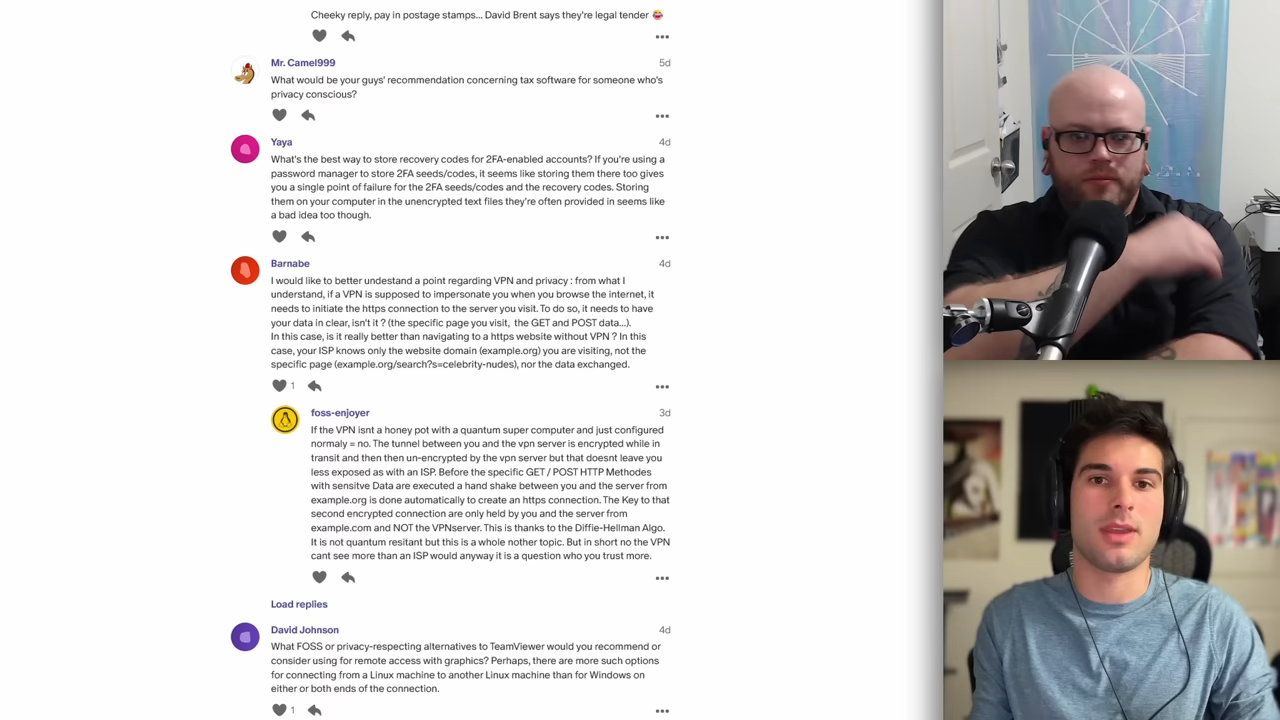 Cheeky reply, pay in postage stamps... David Brent says they're legal tender 😂
Mr. Camel999
5d
What would be your guys' recommendation concerning tax software for someone who's
privacy conscious?
Yaya
4d
What's the best way to store recovery codes for 2FA-enabled accounts? If you're using a
password manager to store 2FA seeds/codes, it seems like storing them there too gives
you a single point of failure for the 2FA seeds/codes and the recovery codes. Storing
them on your computer in the unencrypted text files they're often provided in seems like
a bad idea too though.
Barnabe
4d
I would like to better undestand a point regarding VPN and privacy : from what I
understand, if a VPN is supposed to impersonate you when you browse the internet, it
needs to initiate the https connection to the server you visit. To do so, it needs to have
your data in clear, isn't it ? (the specific page you visit,  the GET and POST data...).
In this case, is it really better than navigating to a https website without VPN ? In this
case, your ISP knows only the website domain (example.org) you are visiting, not the
specific page (example.org/search?s=celebrity-nudes), nor the data exchanged.
1
foss-enjoyer
3d
If the VPN isnt a honey pot with a quantum super computer and just configured
normaly = no. The tunnel between you and the vpn server is encrypted while in
transit and then then un-encrypted by the vpn server but that doesnt leave you
less exposed as with an ISP. Before the specific GET / POST HTTP Methodes
with sensitve Data are executed a hand shake between you and the server from
example.org is done automatically to create an https connection. The Key to that
second encrypted connection are only held by you and the server from
example.com and NOT the VPNserver. This is thanks to the Diffie-Hellman Algo.
It is not quantum resitant but this is a whole nother topic. But in short no the VPN
cant see more than an ISP would anyway it is a question who you trust more.
Load replies
David Johnson
4d
What FOSS or privacy-respecting alternatives to TeamViewer would you recommend or
consider using for remote access with graphics? Perhaps, there are more such options
for connecting from a Linux machine to another Linux machine than for Windows on
either or both ends of the connection.
1